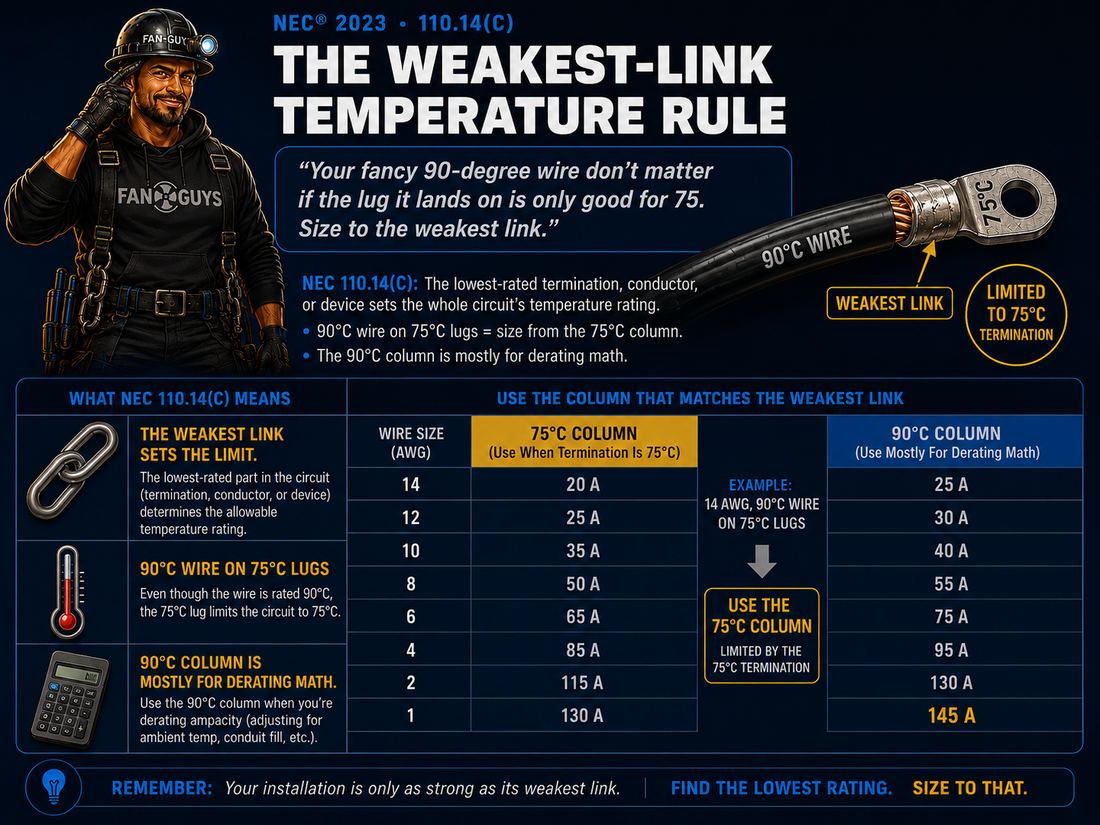 NEC® 2023 • 110.14(C)
THE WEAKEST-LINK
TEMPERATURE RULE
FAN-GUY
FAN GUYS
“Your fancy 90-degree wire don’t matter
if the lug it lands on is only good for 75.
Size to the weakest link.”
NEC 110.14(C): The lowest-rated termination, conductor,
or device sets the whole circuit’s temperature rating.
• 90°C wire on 75°C lugs = size from the 75°C column.
• The 90°C column is mostly for derating math.
90°C WIRE
75°C
WEAKEST LINK
LIMITED
TO 75°C
TERMINATION
WHAT NEC 110.14(C) MEANS
THE WEAKEST LINK
SETS THE LIMIT.
The lowest-rated part in the circuit
(termination, conductor, or device)
determines the allowable
temperature rating.
90°C WIRE ON 75°C LUGS
Even though the wire is rated 90°C,
the 75°C lug limits the circuit to 75°C.
90°C COLUMN IS
MOSTLY FOR DERATING MATH.
Use the 90°C column when you’re
derating ampacity (adjusting for
ambient temp, conduit fill, etc.).
USE THE COLUMN THAT MATCHES THE WEAKEST LINK
WIRE SIZE
(AWG)
75°C COLUMN
(Use When Termination Is 75°C)
90°C COLUMN
(Use Mostly For Derating Math)
14 20 A 25 A
12 25 A 30 A
10 35 A 40 A
8 50 A 55 A
6 65 A 75 A
4 85 A 95 A
2 115 A 130 A
1 130 A 145 A
EXAMPLE:
14 AWG, 90°C WIRE
ON 75°C LUGS
USE THE
75°C COLUMN
LIMITED BY THE
75°C TERMINATION
REMEMBER: Your installation is only as strong as its weakest link. | FIND THE LOWEST RATING. SIZE TO THAT.